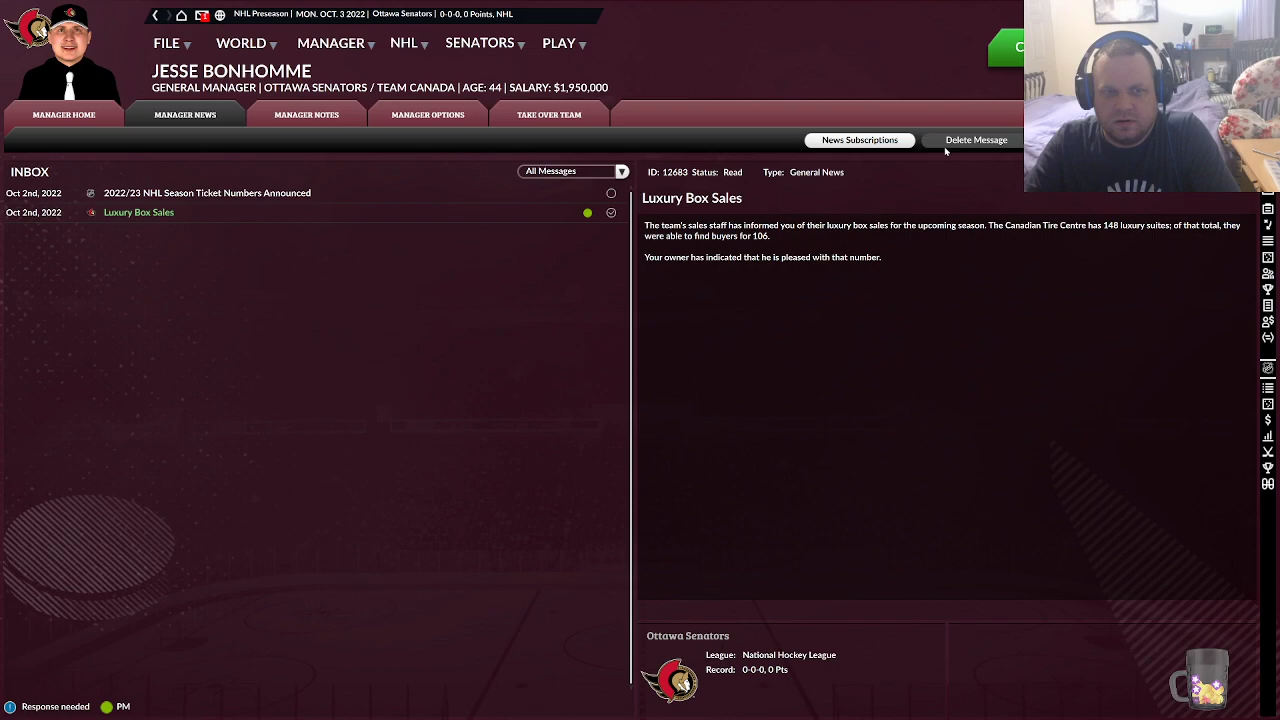 NHL Preseason | MON. OCT. 3 2022 | Ottawa Senators | 0-0-0, 0 Points, NHL
FILE WORLD MANAGER NHL SENATORS PLAY
C
JESSE BONHOMME
GENERAL MANAGER | OTTAWA SENATORS / TEAM CANADA | AGE: 44 | SALARY: $1,950,000
MANAGER HOME MANAGER NEWS MANAGER NOTES MANAGER OPTIONS TAKE OVER TEAM
News Subscriptions Delete Message
INBOX All Messages
Oct 2nd, 2022 2022/23 NHL Season Ticket Numbers Announced
Oct 2nd, 2022 Luxury Box Sales
ID: 12683 Status: Read Type: General News
Luxury Box Sales
The team's sales staff has informed you of their luxury box sales for the upcoming season. The Canadian Tire Centre has 148 luxury suites; of that total, they
were able to find buyers for 106.
Your owner has indicated that he is pleased with that number.
Ottawa Senators
League: National Hockey League
Record: 0-0-0, 0 Pts
Response needed PM